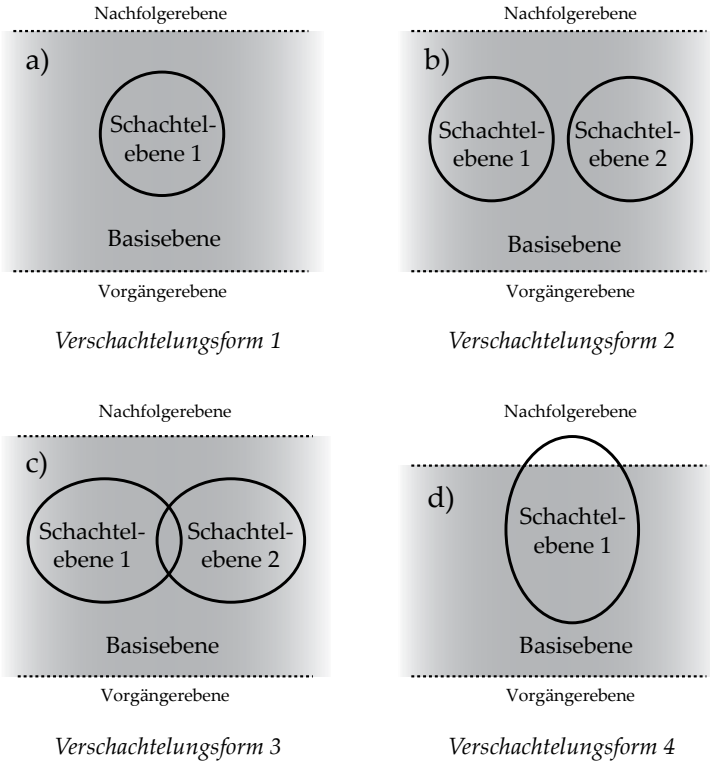 Nachfolgerebene
a)
Schachtel-
ebene 1
Basisebene
Vorgängerebene
Verschachtelungsform 1
Nachfolgerebene
b)
Schachtel-
ebene 1
Schachtel-
ebene 2
Basisebene
Vorgängerebene
Verschachtelungsform 2
Nachfolgerebene
c)
Schachtel-
ebene 1
Schachtel-
ebene 2
Basisebene
Vorgängerebene
Verschachtelungsform 3
Nachfolgerebene
d)
Schachtel-
ebene 1
Basisebene
Vorgängerebene
Verschachtelungsform 4